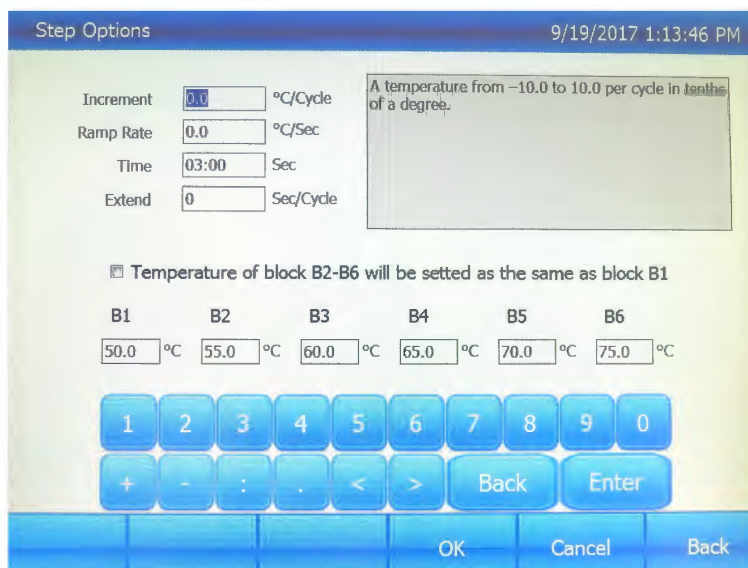 Step Options 9/19/2017 1:13:46 PM
Increment 0.0 °C/Cycle
Ramp Rate 0.0 °C/Sec
Time 03:00 Sec
Extend 0 Sec/Cycle
A temperature from −10.0 to 10.0 per cycle in tenths
of a degree.
Temperature of block B2-B6 will be setted as the same as block B1
B1 B2 B3 B4 B5 B6
50.0 °C 55.0 °C 60.0 °C 65.0 °C 70.0 °C 75.0 °C
1 2 3 4 5 6 7 8 9 0
+ - : . < > Back Enter
OK Cancel Back